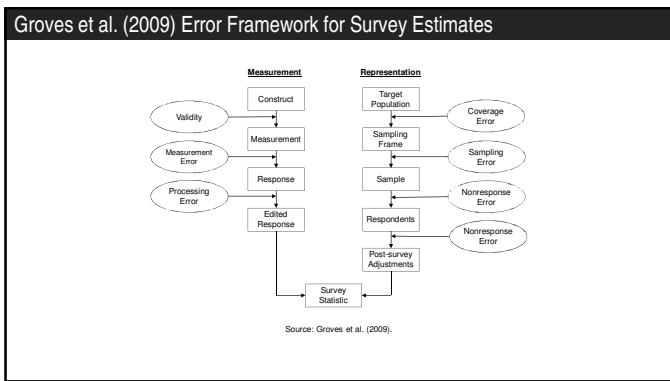 Groves et al. (2009) Error Framework for Survey Estimates
Measurement
Representation
Construct
Target
Population
Validity
Coverage
Error
Measurement
Sampling
Frame
Measurement
Error
Sampling
Error
Response
Sample
Processing
Error
Nonresponse
Error
Edited
Response
Respondents
Nonresponse
Error
Post-survey
Adjustments
Survey
Statistic
Source: Groves et al. (2009).